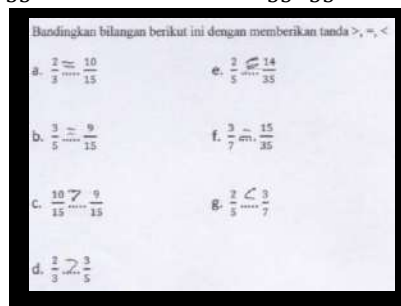 Bandingkan bilangan berikut ini dengan memberikan tanda >, =, <
a. 2/3 = 10/15
e. 2/5 = 14/35
b. 3/5 = 9/15
f. 3/7 = 15/35
c. 10/15 > 9/15
g. 2/5 < 3/7
d. 2/3 > 3/5